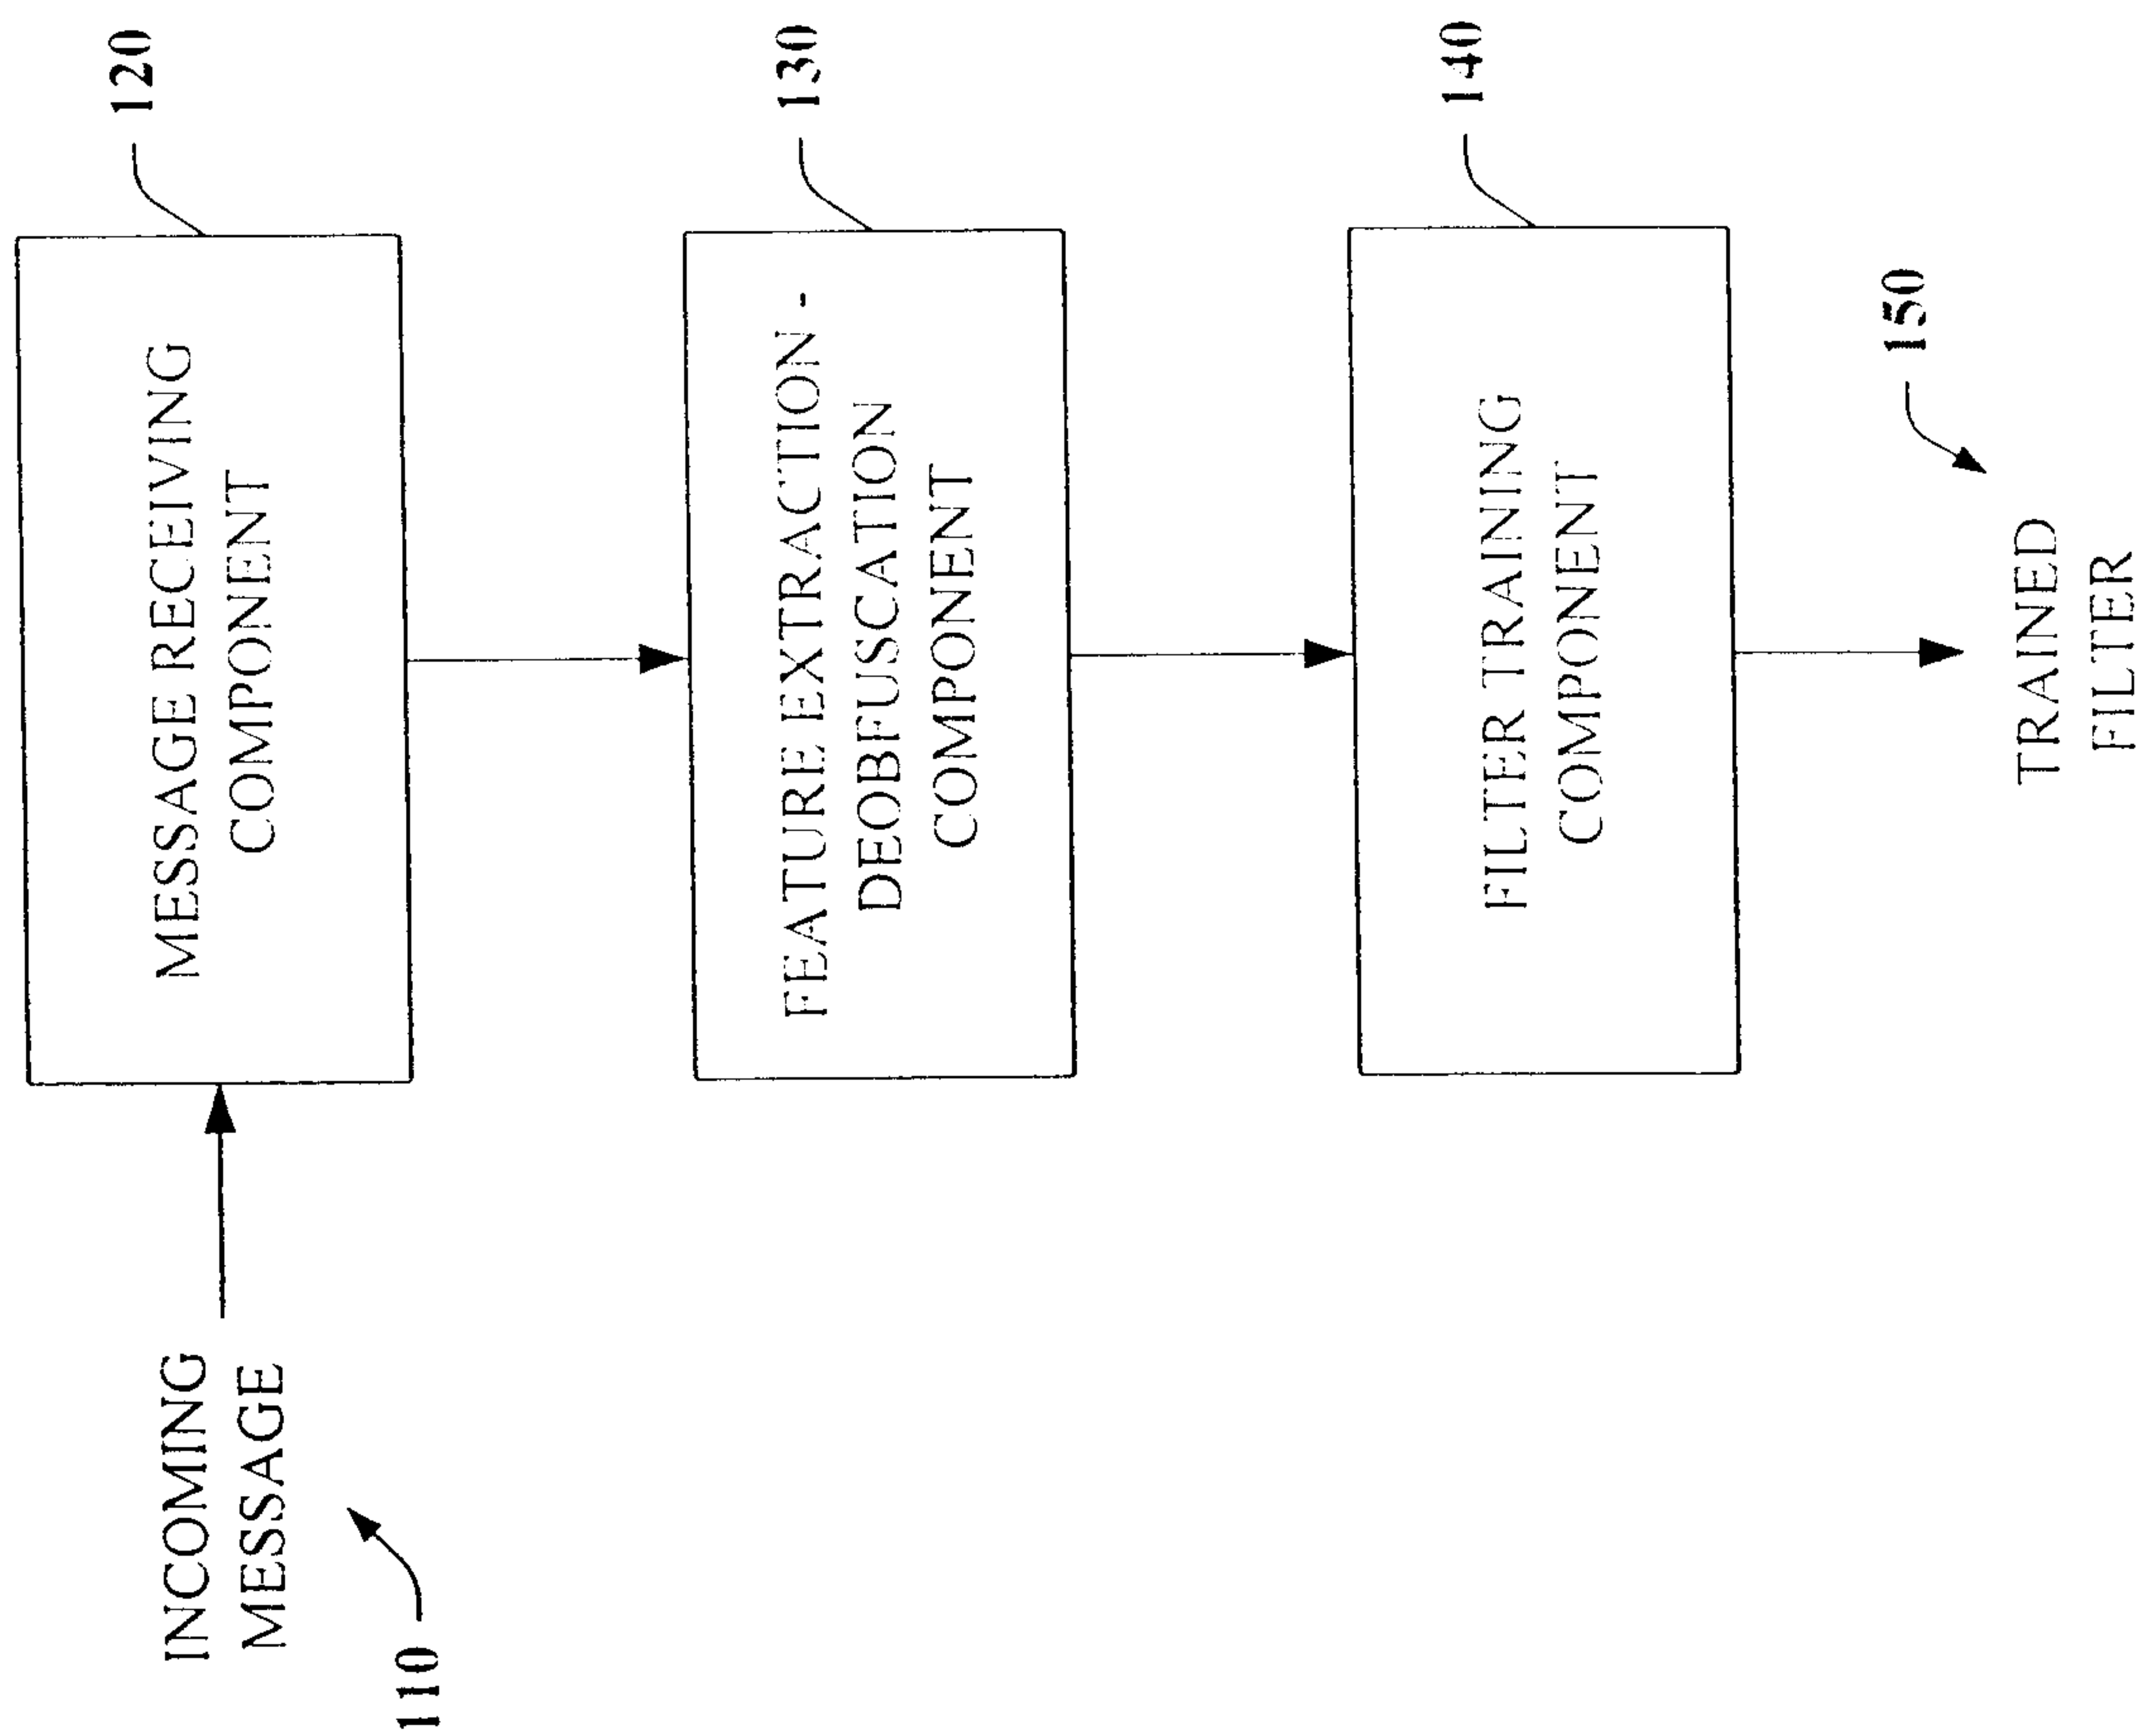 INCOMING
MESSAGE
110
MESSAGE RECEIVING
COMPONENT
120
FEATURE EXTRACTION -
DEOBFUSCATION
COMPONENT
130
FILTER TRAINING
COMPONENT
140
TRAINED
FILTER
150